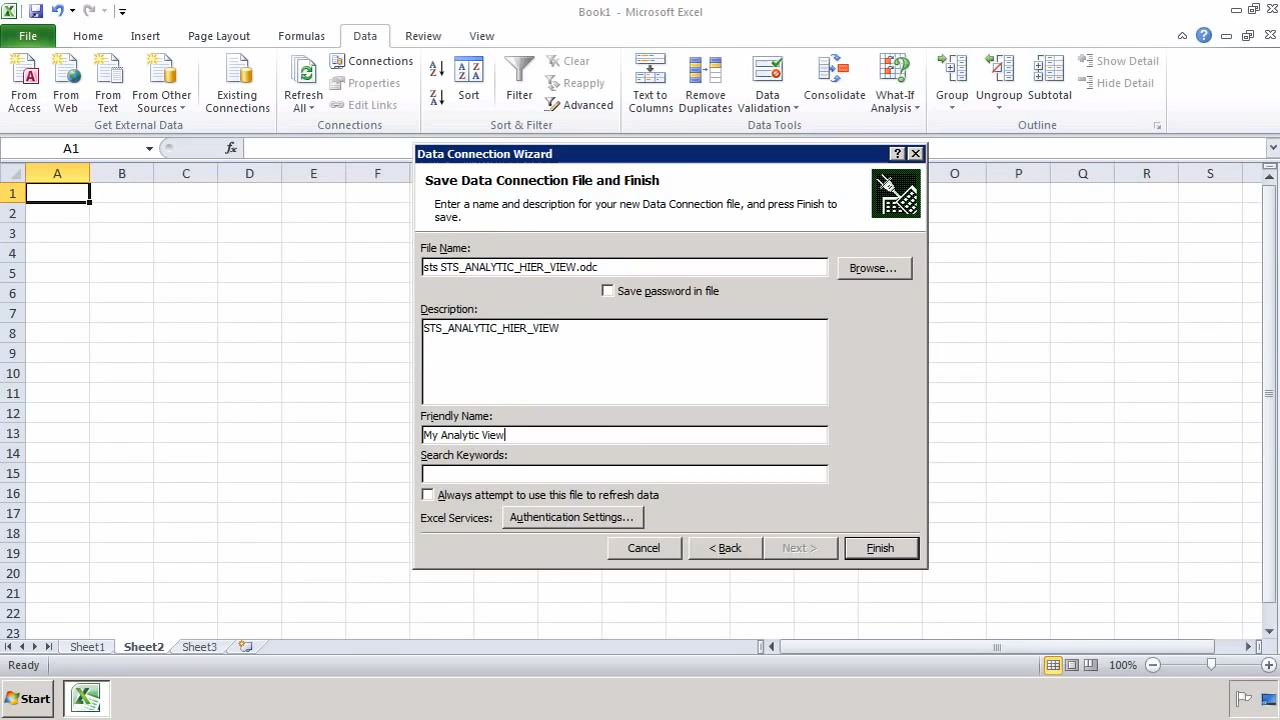 Book1 - Microsoft Excel
File Home Insert Page Layout Formulas Data Review View
From Access
From Web
From Text
From Other Sources
Existing Connections
Refresh All
Connections
Properties
Edit Links
Sort
Filter
Clear
Reapply
Advanced
Text to Columns
Remove Duplicates
Data Validation
Consolidate
What-If Analysis
Group
Ungroup
Subtotal
Show Detail
Hide Detail
Get External Data Connections Sort & Filter Data Tools Outline
A1 fx
A B C D E F O P Q R S
1
2
3
4
5
6
7
8
9
10
11
12
13
14
15
16
17
18
19
20
21
22
23
Data Connection Wizard
Save Data Connection File and Finish
Enter a name and description for your new Data Connection file, and press Finish to
save.
File Name:
sts STS_ANALYTIC_HIER_VIEW.odc
Browse...
Save password in file
Description:
STS_ANALYTIC_HIER_VIEW
Friendly Name:
My Analytic View
Search Keywords:
Always attempt to use this file to refresh data
Excel Services: Authentication Settings...
Cancel < Back Next > Finish
Sheet1 Sheet2 Sheet3
Ready 100%
Start